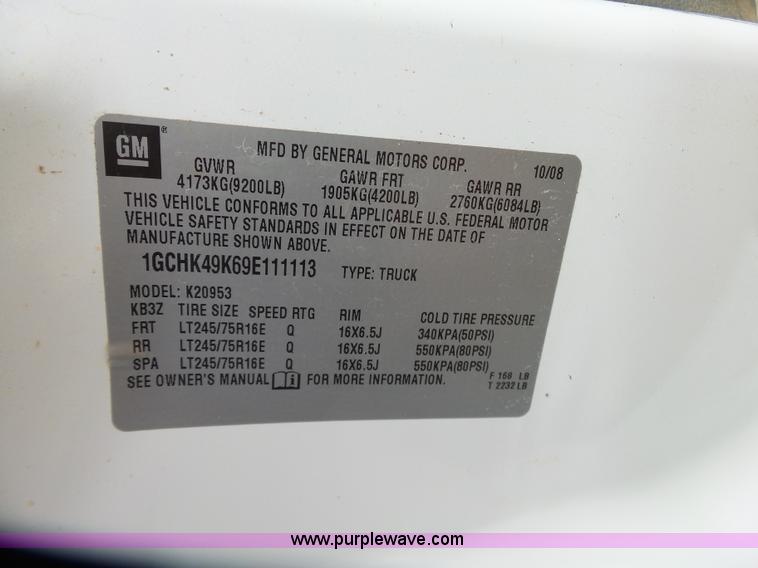 GM ® MFD BY GENERAL MOTORS CORP. 10/08
GVWR GAWR FRT GAWR RR
4173KG(9200LB) 1905KG(4200LB) 2760KG(6084LB)
THIS VEHICLE CONFORMS TO ALL APPLICABLE U.S. FEDERAL MOTOR
VEHICLE SAFETY STANDARDS IN EFFECT ON THE DATE OF
MANUFACTURE SHOWN ABOVE.
1GCHK49K69E111113 TYPE: TRUCK
MODEL: K20953
KB3Z TIRE SIZE SPEED RTG RIM COLD TIRE PRESSURE
FRT LT245/75R16E Q 16X6.5J 340KPA(50PSI)
RR LT245/75R16E Q 16X6.5J 550KPA(80PSI)
SPA LT245/75R16E Q 16X6.5J 550KPA(80PSI)
SEE OWNER'S MANUAL i FOR MORE INFORMATION.
F 168 LB
T 2232 LB
www.purplewave.com